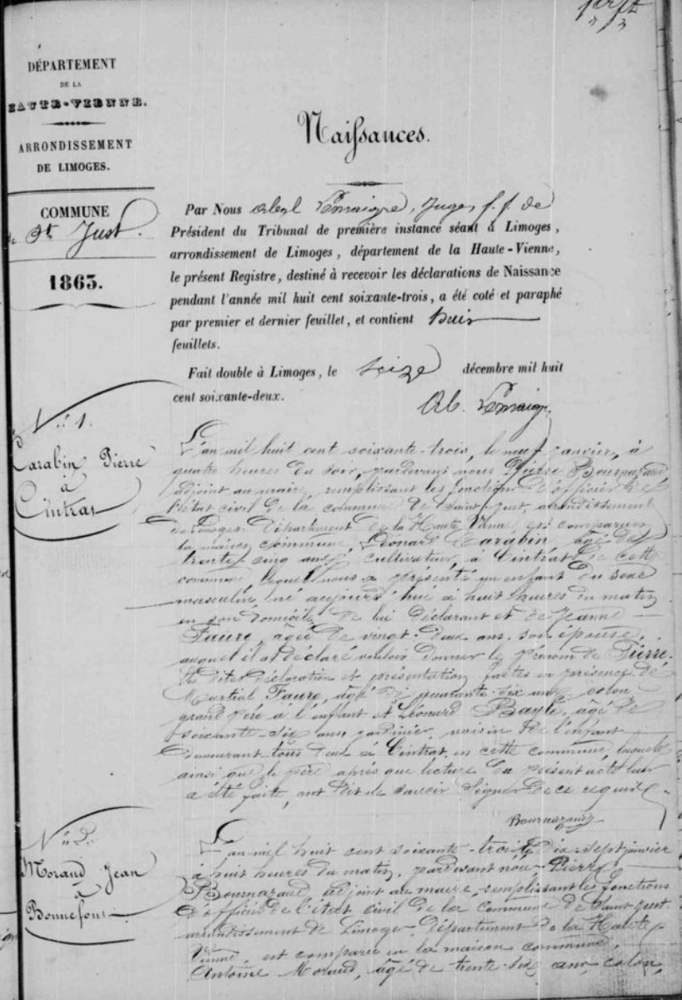 DÉPARTEMENT
DE LA
HAUTE-VIENNE.
ARRONDISSEMENT
DE LIMOGES.
COMMUNE
de St Just.
1863.
Naissances.
Par Nous Lemaigre, Juge, f. f. de
Président du Tribunal de première instance séant à Limoges,
arrondissement de Limoges, département de la Haute-Vienne,
le présent Registre, destiné à recevoir les déclarations de Naissance
pendant l'année mil huit cent soixante-trois, a été coté et paraphé
par premier et dernier feuillet, et contient huit
feuillets.
Fait double à Limoges, le seize décembre mil huit
cent soixante-deux.
Ab. Lemaigre
N.° 1.
Carabin Pierre
à
Cintrat
L'an mil huit cent soixante-trois, le neuf janvier, à
quatre heures du soir, pardevant nous Pierre Bournazaud
adjoint au maire, remplissant les fonctions d'officier de
l'état civil de la commune de Saint-Just, arrondissement
de Limoges, Département de la Haute Vienne est comparu en
la maison commune, Léonard Carabin, âgé de
trente cinq ans, cultivateur, à Cintrat de cette
commune lequel nous a présenté un enfant du sexe
masculin, né aujourd'hui à huit heures du matin
en son domicile, de lui déclarant et de Jeanne
Faure, âgée de vingt-deux ans, son épouse,
auquel il a déclaré vouloir donner le prénom de Pierre.
Les dites déclaration et présentation faites en présence de
Martial Faure, âgé de quarante-dix ans, colon
grand père à l'enfant et Léonard Bayle, âgé de
soixante-six ans, jardinier, voisin de l'enfant
demeurant tous deux à Cintrat en cette commune, lesquels
ainsi que le père après que lecture du présent acte leur
a été faite, ont dit ne savoir signer de ce requis
Bournazaud
N.° 2.
Morand Jean
à
Bonnefont
L'an mil huit cent soixante-trois le dix-sept janvier
à huit heures du matin, pardevant nous Pierre
Bournazaud, adjoint au maire, remplissant les fonctions
d'officier de l'état civil de la Commune de Saint-Just
arrondissement de Limoges, Département de la Haute
Vienne, est comparu en la maison commune,
Antoine Morand, âgé de trente-six ans, colon,